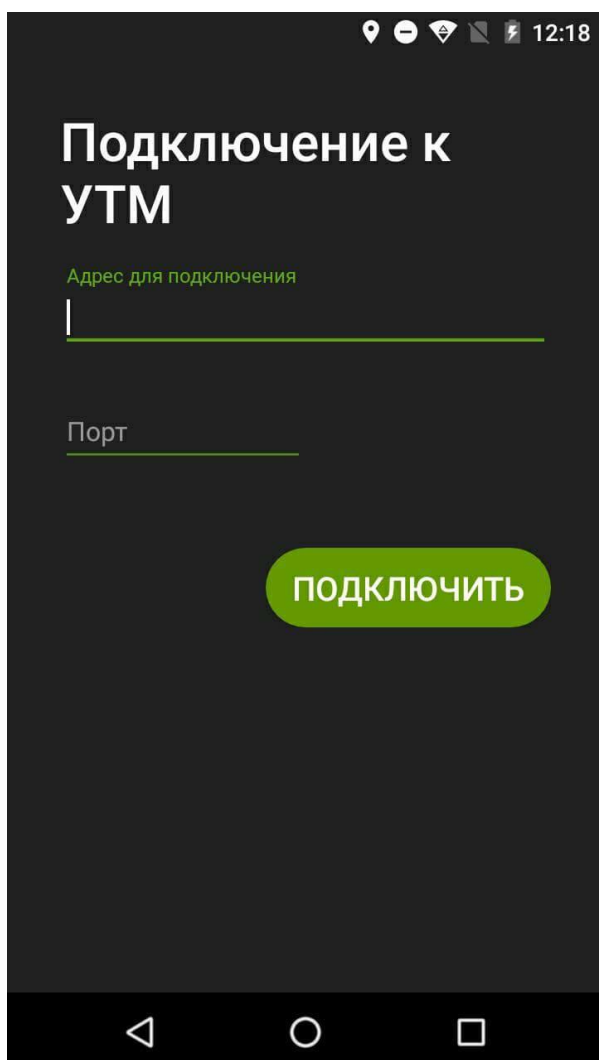 12:18
Подключение к
УТМ
Адрес для подключения
Порт
ПОДКЛЮЧИТЬ